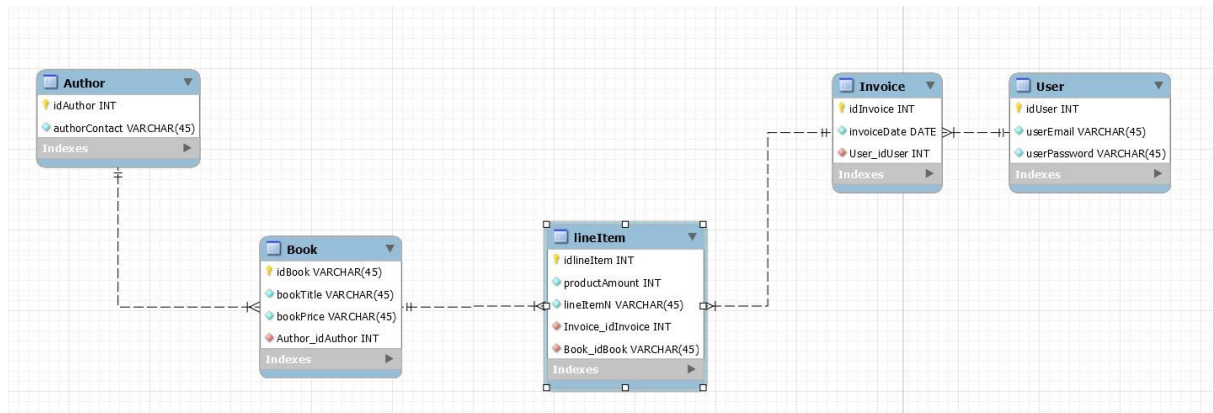 Author
idAuthor INT
authorContact VARCHAR(45)
Indexes
Book
idBook VARCHAR(45)
bookTitle VARCHAR(45)
bookPrice VARCHAR(45)
Author_idAuthor INT
Indexes
lineItem
idlineItem INT
productAmount INT
lineItemN VARCHAR(45)
Invoice_idInvoice INT
Book_idBook VARCHAR(45)
Indexes
Invoice
idInvoice INT
invoiceDate DATE
User_idUser INT
Indexes
User
idUser INT
userEmail VARCHAR(45)
userPassword VARCHAR(45)
Indexes